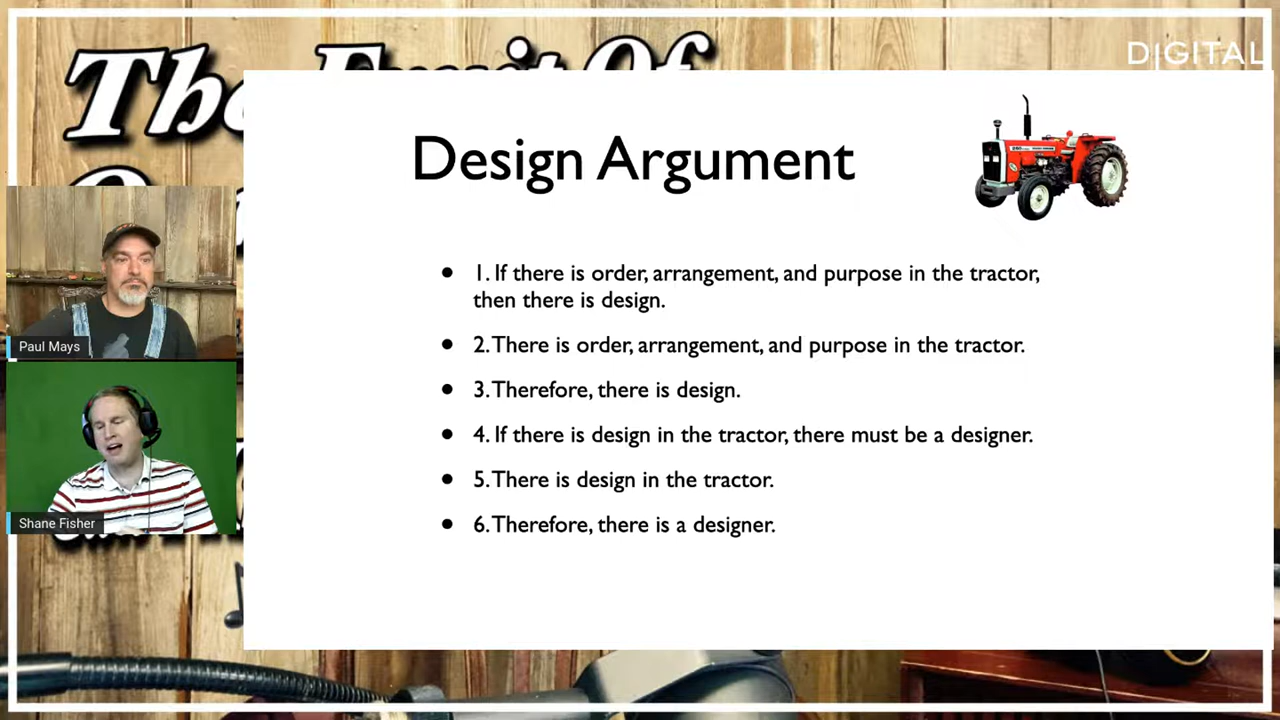 The Fruit Of
DIGITAL
Design Argument
• 1. If there is order, arrangement, and purpose in the tractor,
then there is design.
• 2. There is order, arrangement, and purpose in the tractor.
• 3. Therefore, there is design.
• 4. If there is design in the tractor, there must be a designer.
• 5. There is design in the tractor.
• 6. Therefore, there is a designer.
Paul Mays
Shane Fisher